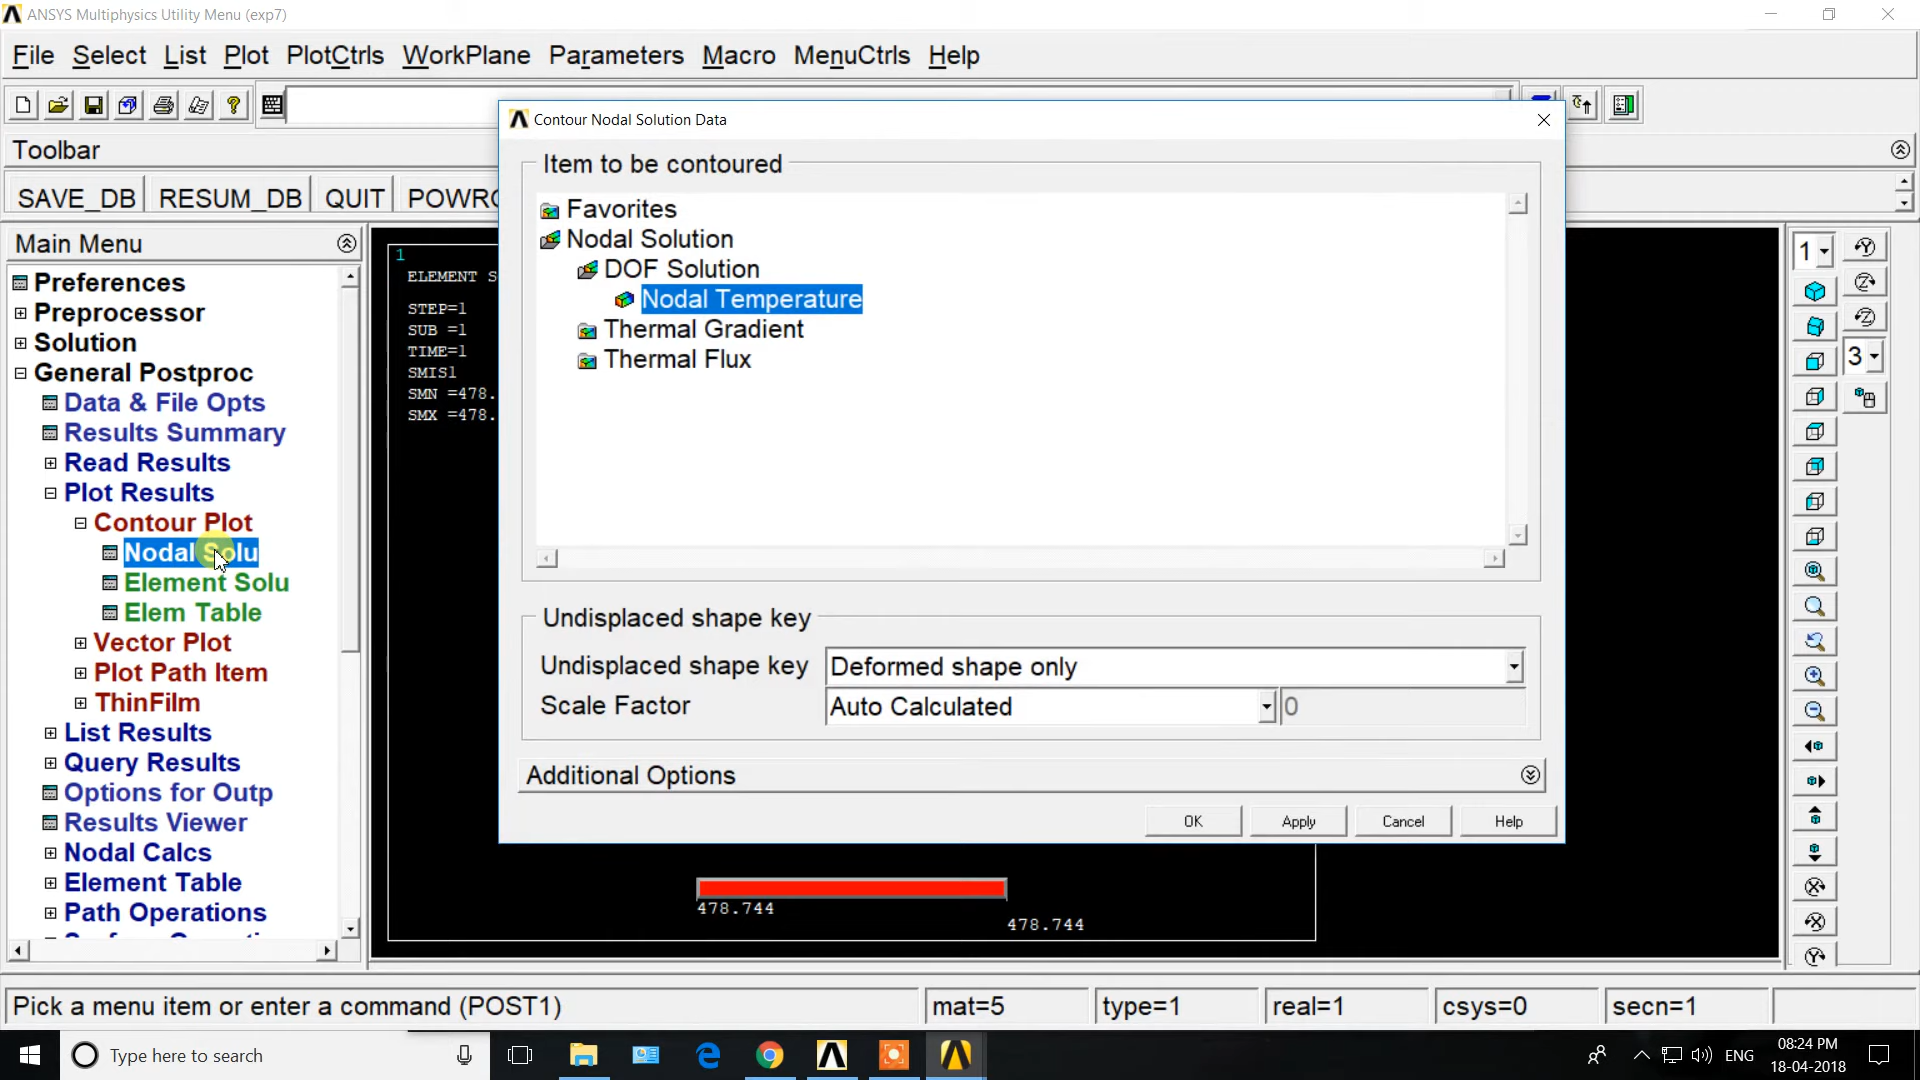 ANSYS Multiphysics Utility Menu (exp7)
File Select List Plot PlotCtrls WorkPlane Parameters Macro MenuCtrls Help
Toolbar
SAVE_DB RESUM_DB QUIT POWRG
Main Menu
Preferences
Preprocessor
Solution
General Postproc
Data & File Opts
Results Summary
Read Results
Plot Results
Contour Plot
Nodal Solu
Element Solu
Elem Table
Vector Plot
Plot Path Item
ThinFilm
List Results
Query Results
Options for Outp
Results Viewer
Nodal Calcs
Element Table
Path Operations
1
ELEMENT S
STEP=1
SUB =1
TIME=1
SMIS1
SMN =478.
SMX =478.
478.744
478.744
Contour Nodal Solution Data
Item to be contoured
Favorites
Nodal Solution
DOF Solution
Nodal Temperature
Thermal Gradient
Thermal Flux
Undisplaced shape key
Undisplaced shape key Deformed shape only
Scale Factor Auto Calculated 0
Additional Options
OK Apply Cancel Help
1
3
Pick a menu item or enter a command (POST1) mat=5 type=1 real=1 csys=0 secn=1
Type here to search
ENG
08:24 PM
18-04-2018